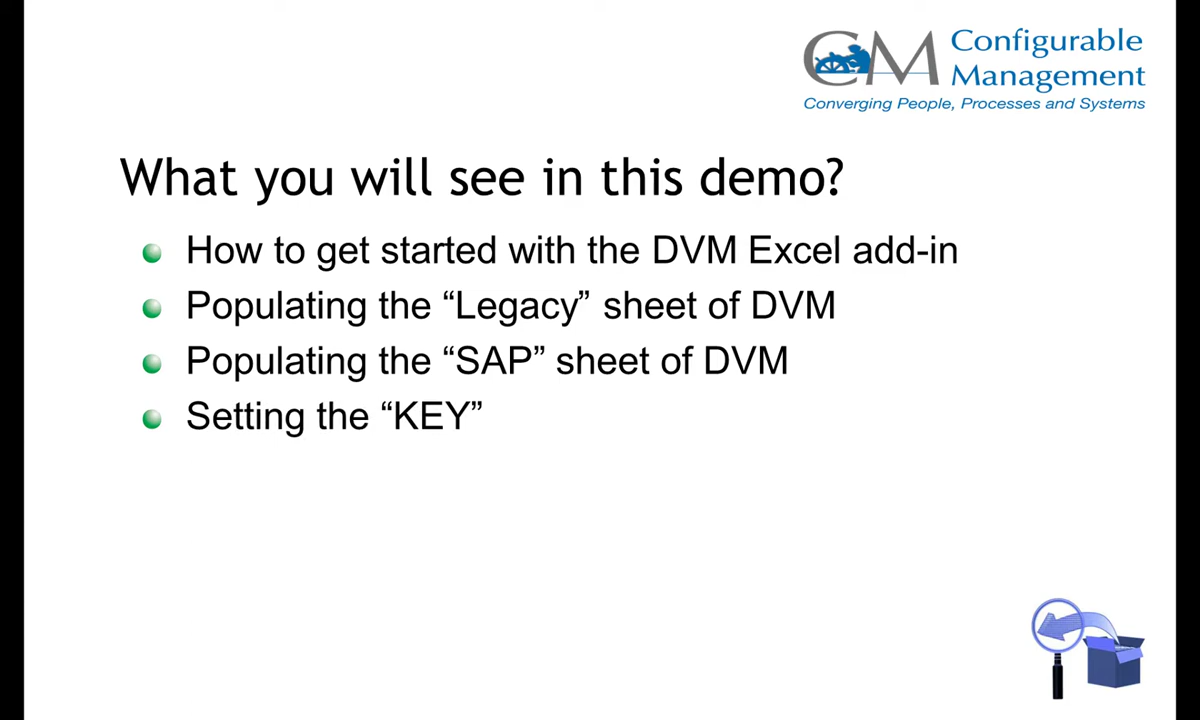 CM Configurable
Management
Converging People, Processes and Systems
What you will see in this demo?
How to get started with the DVM Excel add-in
Populating the “Legacy” sheet of DVM
Populating the “SAP” sheet of DVM
Setting the “KEY”